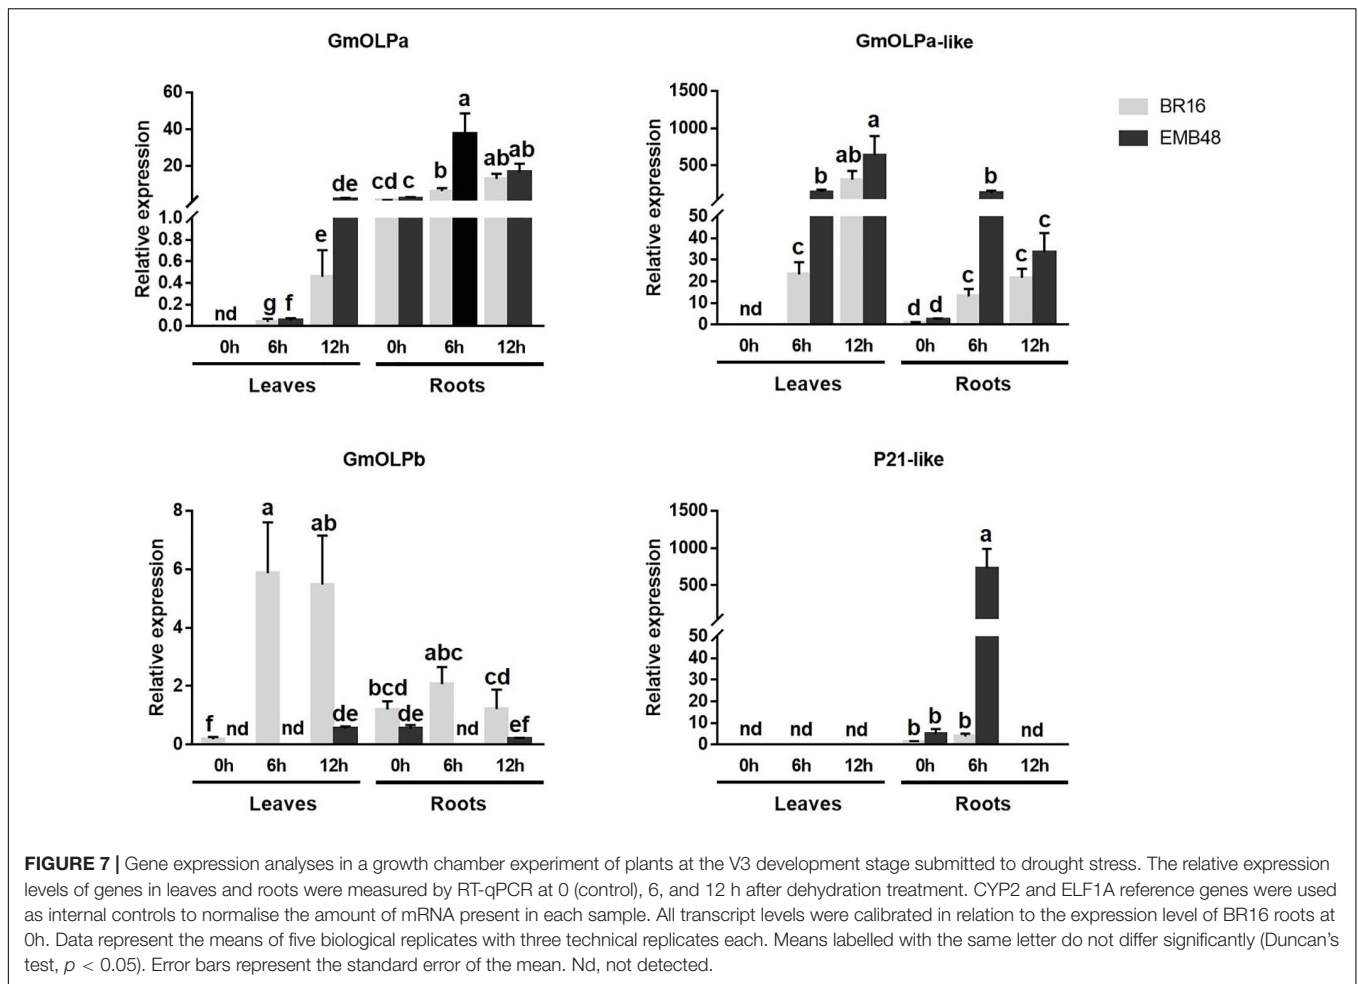 GmOLPa
GmOLPa-like
BR16
EMB48
Relative expression
60
40
20
1.0
0.8
0.6
0.4
0.2
0.0
nd
g
f
e
de
cd
c
b
a
ab
ab
0h
6h
12h
0h
6h
12h
Leaves
Roots
Relative expression
1500
1000
500
50
40
30
20
10
0
nd
c
b
ab
a
d
d
c
b
c
c
0h
6h
12h
0h
6h
12h
Leaves
Roots
GmOLPb
P21-like
Relative expression
8
6
4
2
0
f
nd
a
nd
ab
de
bcd
de
abc
nd
cd
ef
0h
6h
12h
0h
6h
12h
Leaves
Roots
Relative expression
1500
1000
500
50
40
30
20
10
0
nd
nd
nd
b
b
b
a
nd
0h
6h
12h
0h
6h
12h
Leaves
Roots
FIGURE 7 | Gene expression analyses in a growth chamber experiment of plants at the V3 development stage submitted to drought stress. The relative expression
levels of genes in leaves and roots were measured by RT-qPCR at 0 (control), 6, and 12 h after dehydration treatment. CYP2 and ELF1A reference genes were used
as internal controls to normalise the amount of mRNA present in each sample. All transcript levels were calibrated in relation to the expression level of BR16 roots at
0h. Data represent the means of five biological replicates with three technical replicates each. Means labelled with the same letter do not differ significantly (Duncan's
test, p < 0.05). Error bars represent the standard error of the mean. Nd, not detected.